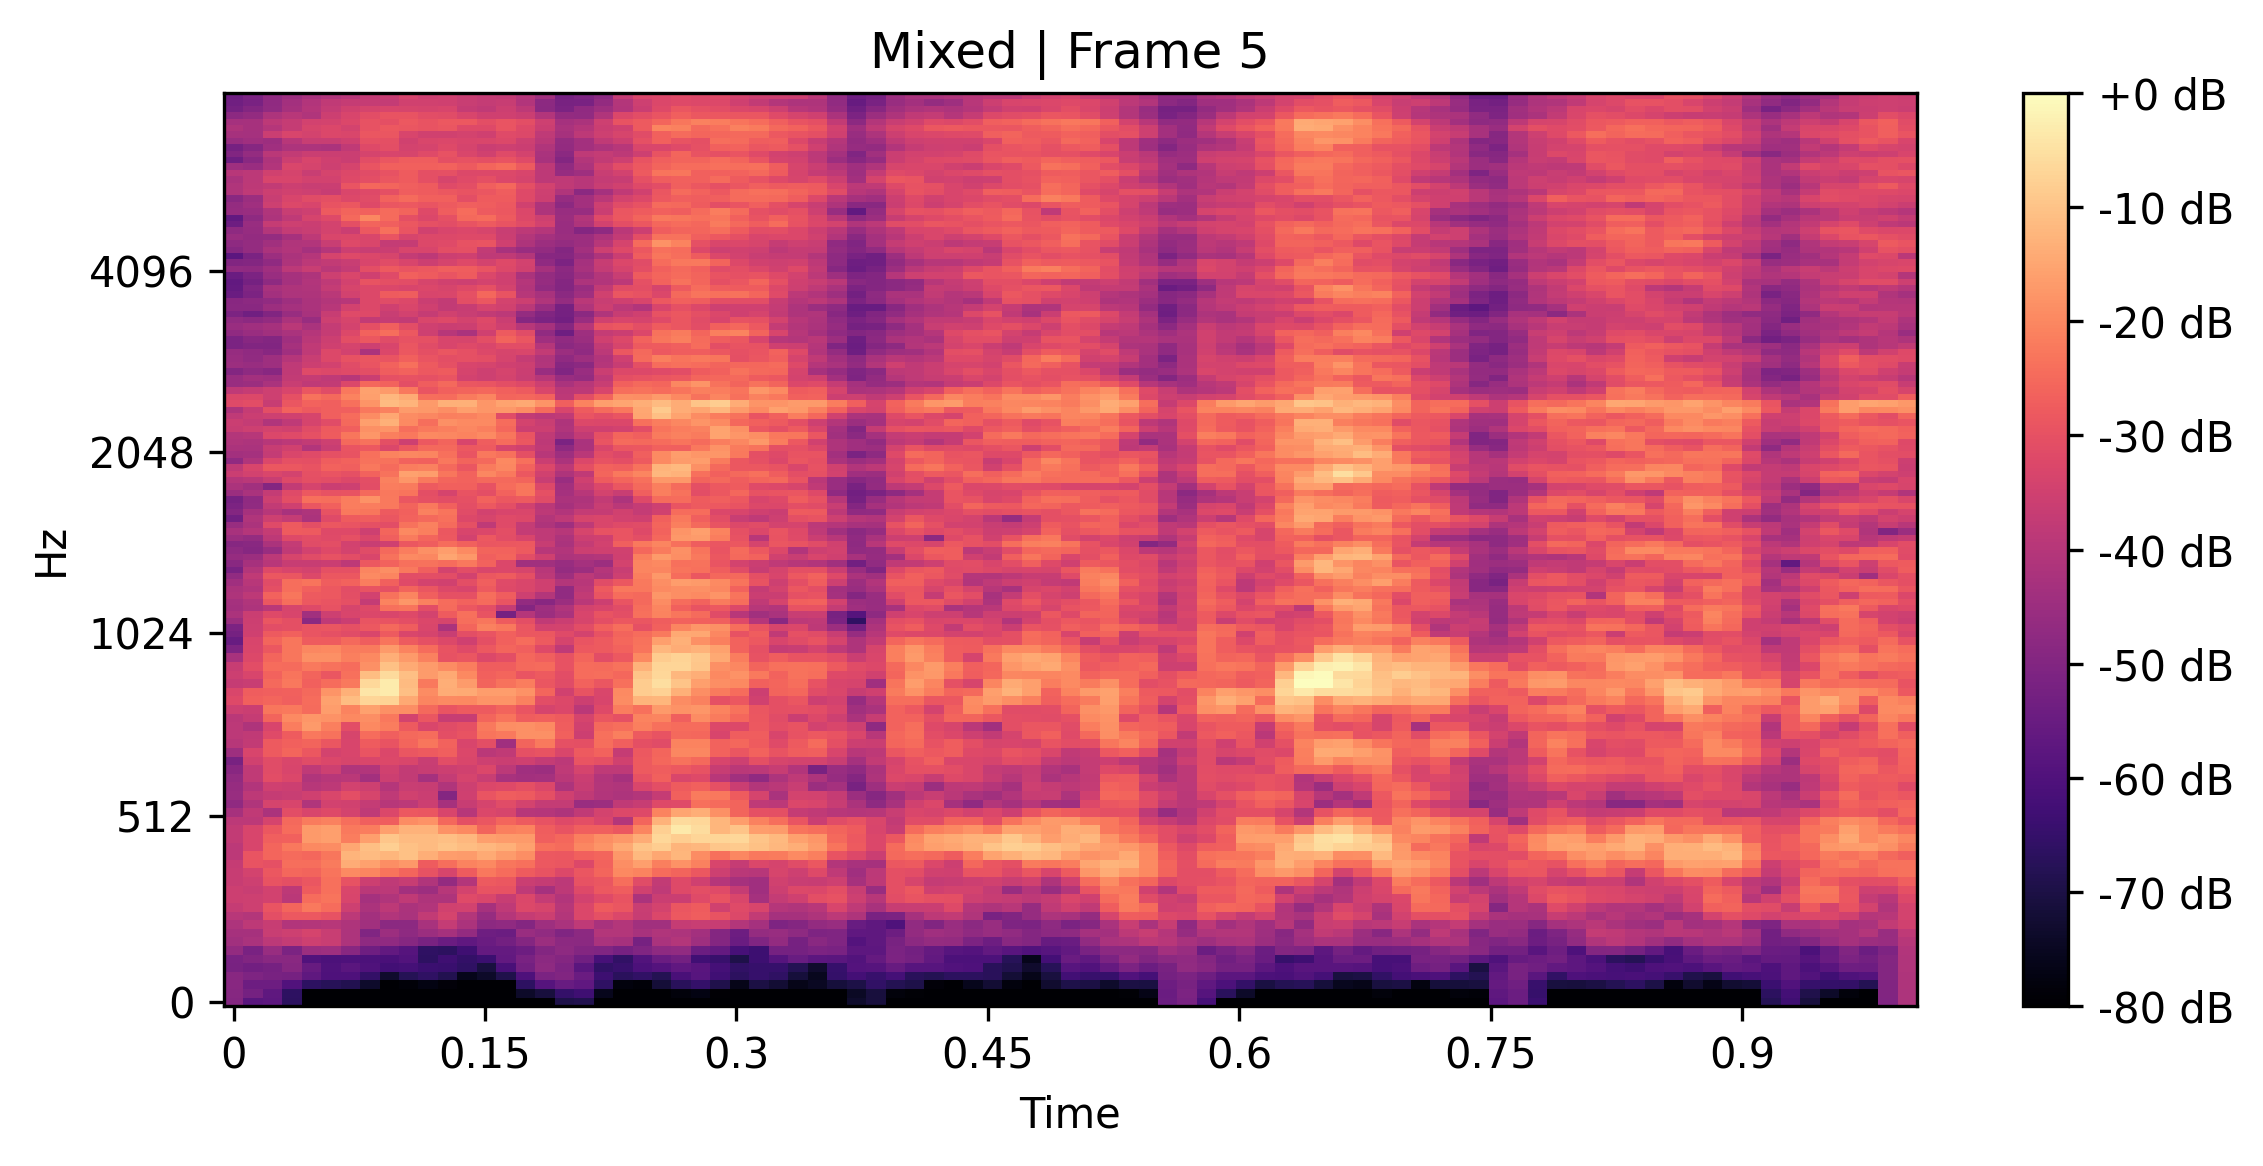 Mixed | Frame 5
+0 dB
-10 dB
-20 dB
-30 dB
-40 dB
-50 dB
-60 dB
-70 dB
-80 dB
Hz
4096
2048
1024
512
0
0 0.15 0.3 0.45 0.6 0.75 0.9
Time